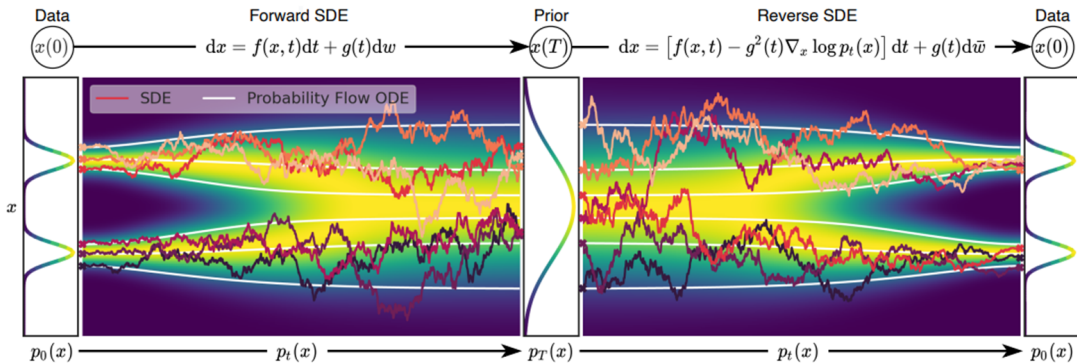 Data Forward SDE Prior Reverse SDE Data
x(0) dx = f(x, t)dt + g(t)dw x(T) dx = [f(x, t) − g²(t)∇ₓ log pₜ(x)] dt + g(t)dw̄ x(0)
SDE Probability Flow ODE
x
p₀(x) pₜ(x) p_T(x) pₜ(x) p₀(x)